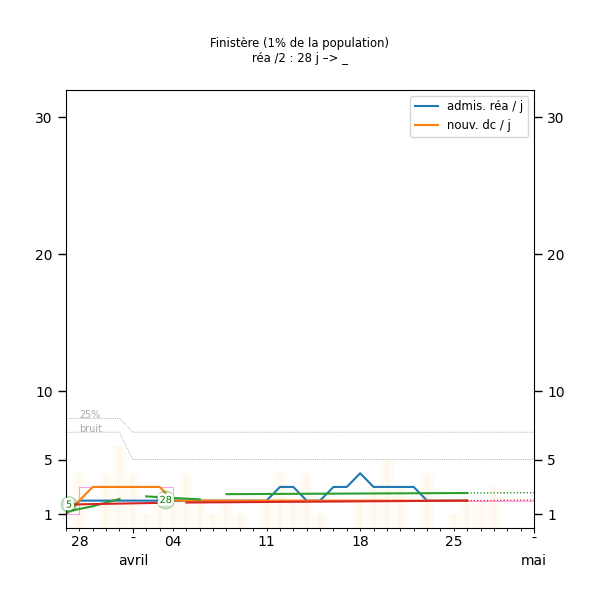 Finistère (1% de la population)
réa /2 : 28 j –> _
admis. réa / j
nouv. dc / j
30 30
20 20
10 10
25%
bruit
5 5
5 28
1 1
28 - 04 11 18 25 -
avril mai